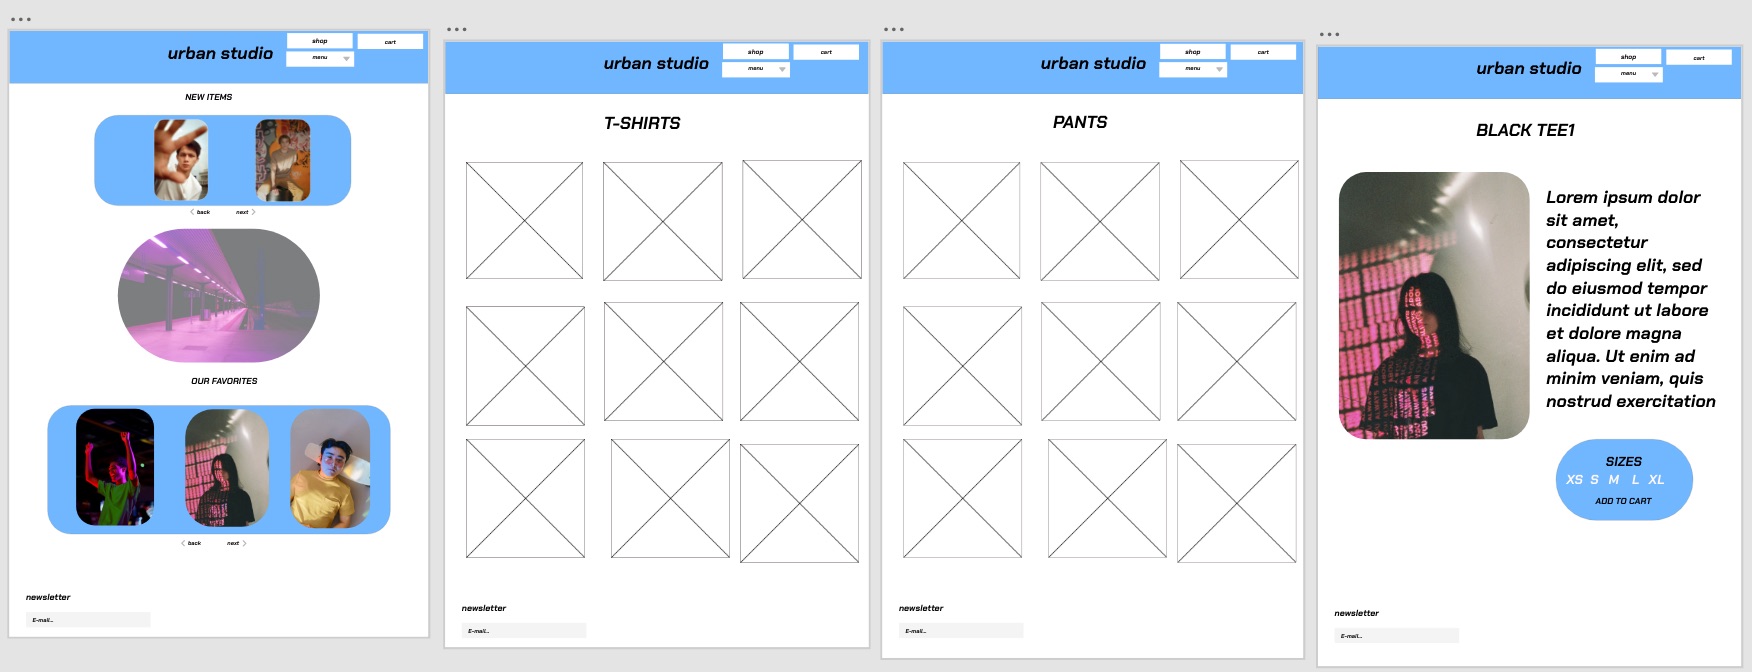 urban studio
shop
cart
menu
NEW ITEMS
back
next
OUR FAVORITES
back
next
newsletter
E-mail...
urban studio
shop
cart
menu
T-SHIRTS
newsletter
E-mail...
urban studio
shop
cart
menu
PANTS
newsletter
E-mail...
urban studio
shop
cart
menu
BLACK TEE1
Lorem ipsum dolor
sit amet,
consectetur
adipiscing elit, sed
do eiusmod tempor
incididunt ut labore
et dolore magna
aliqua. Ut enim ad
minim veniam, quis
nostrud exercitation
SIZES
XS S M L XL
ADD TO CART
newsletter
E-mail...